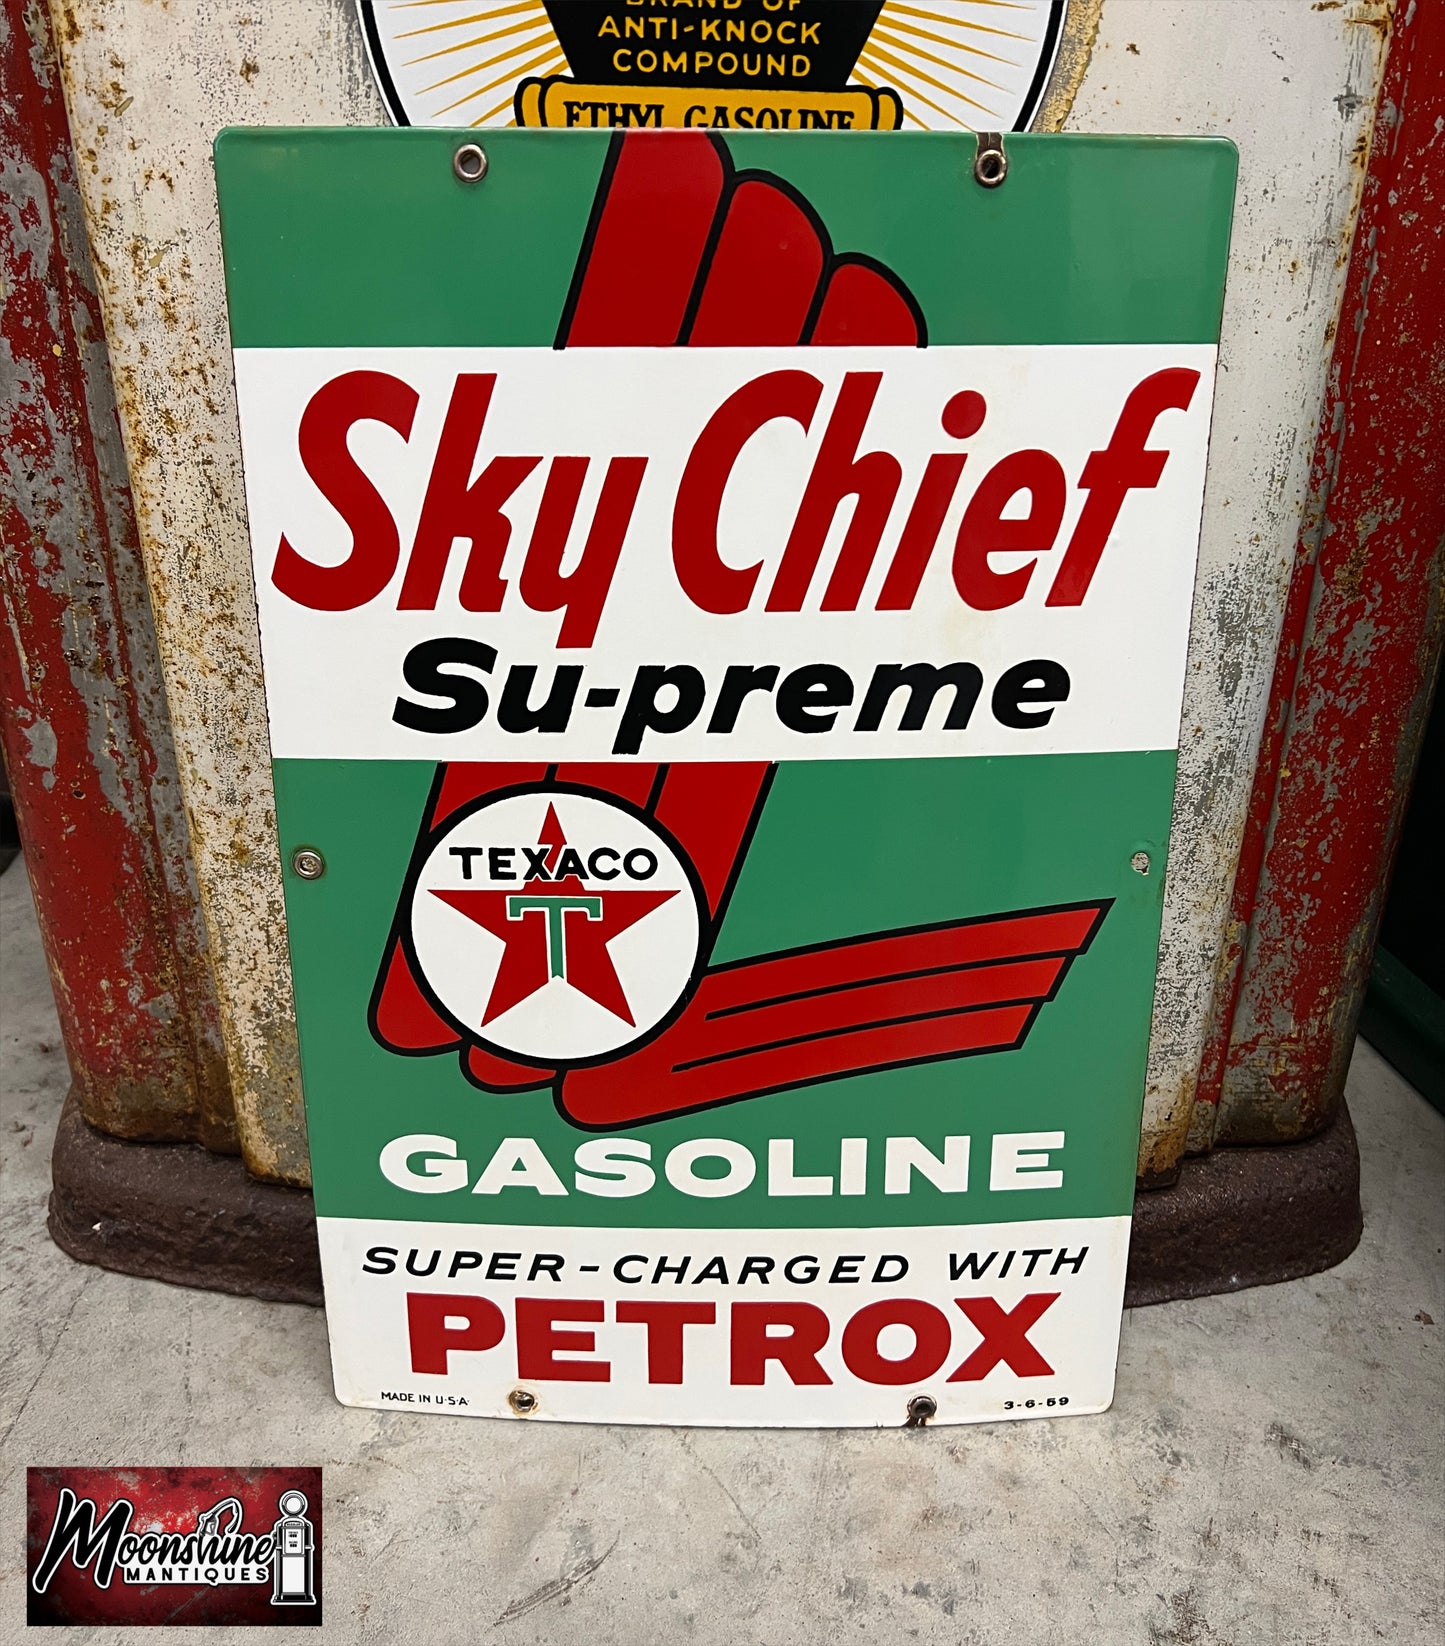 BRAND OF
ANTI-KNOCK
COMPOUND
ETHYL GASOLINE
Sky Chief
Su-preme
TEXACO
T
GASOLINE
SUPER-CHARGED WITH
PETROX
MADE IN U·S·A·
3-6-59
Moonshine
MANTIQUES